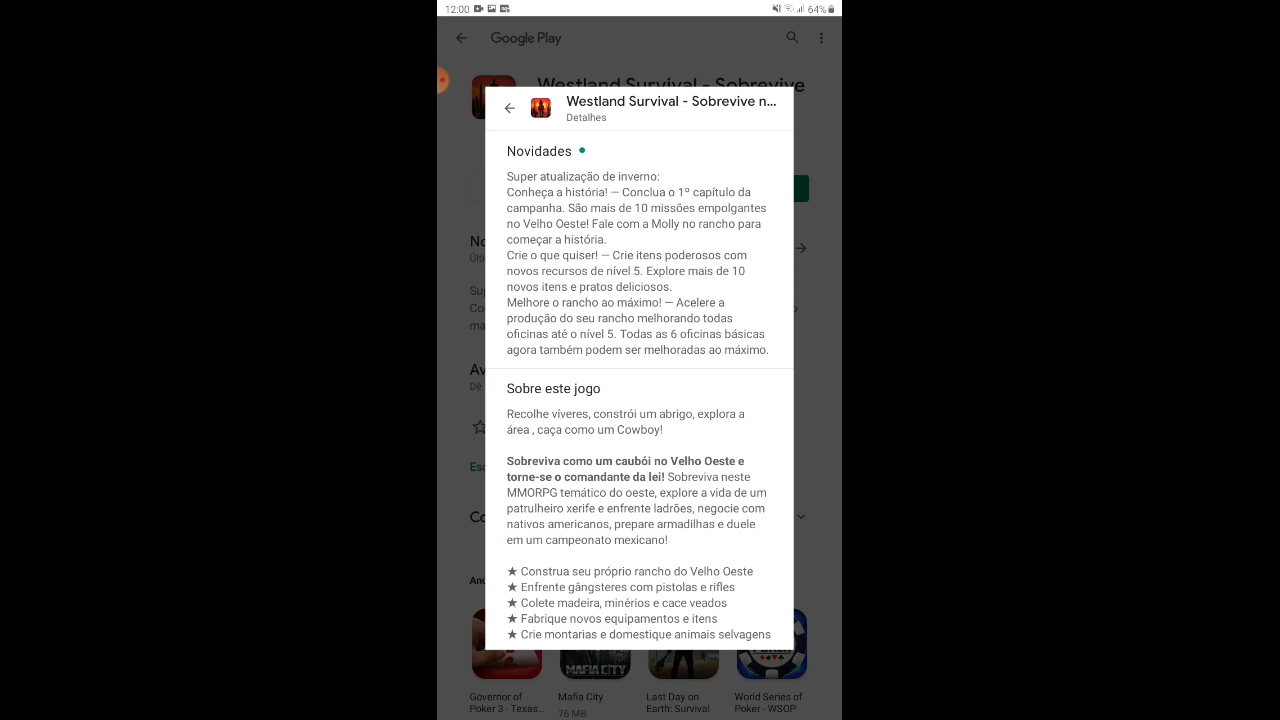 12:00
64%
Google Play
Westland Survival - Sobrevive
Westland Survival - Sobrevive n...
Detalhes
Novidades
Super atualização de inverno:
Conheça a história! — Conclua o 1º capítulo da
campanha. São mais de 10 missões empolgantes
no Velho Oeste! Fale com a Molly no rancho para
começar a história.
Crie o que quiser! — Crie itens poderosos com
novos recursos de nível 5. Explore mais de 10
novos itens e pratos deliciosos.
Melhore o rancho ao máximo! — Acelere a
produção do seu rancho melhorando todas
oficinas até o nível 5. Todas as 6 oficinas básicas
agora também podem ser melhoradas ao máximo.
Sobre este jogo
Recolhe víveres, constrói um abrigo, explora a
área , caça como um Cowboy!
Sobreviva como um caubói no Velho Oeste e
torne-se o comandante da lei! Sobreviva neste
MMORPG temático do oeste, explore a vida de um
patrulheiro xerife e enfrente ladrões, negocie com
nativos americanos, prepare armadilhas e duele
em um campeonato mexicano!
★ Construa seu próprio rancho do Velho Oeste
★ Enfrente gângsteres com pistolas e rifles
★ Colete madeira, minérios e cace veados
★ Fabrique novos equipamentos e itens
★ Crie montarias e domestique animais selvagens
MAFIA CITY
Governor of
Poker 3 - Texas...
Mafia City
76 MB
Last Day on
Earth: Survival
World Series of
Poker - WSOP